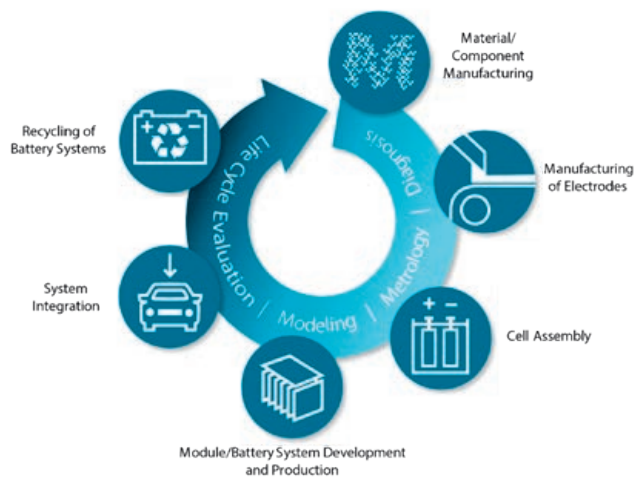 Material/
Component
Manufacturing
Manufacturing
of Electrodes
Cell Assembly
Module/Battery System Development
and Production
System
Integration
Recycling of
Battery Systems
Life Cycle Evaluation | Modeling | Metrology | Diagnosis
+ -
+ -